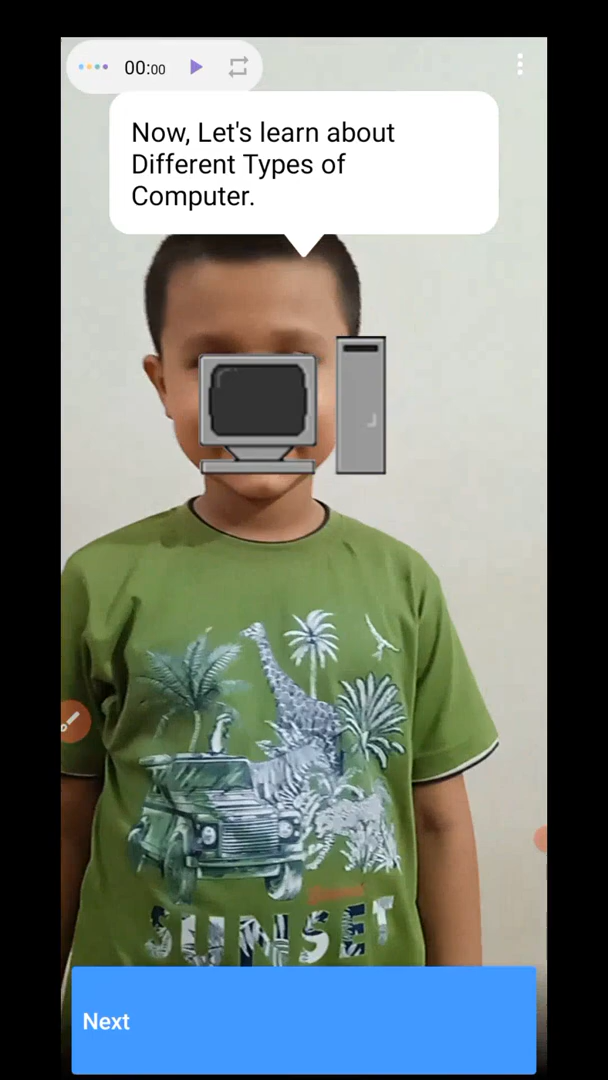 00:00
Now, Let's learn about
Different Types of
Computer.
SUNSET
Next